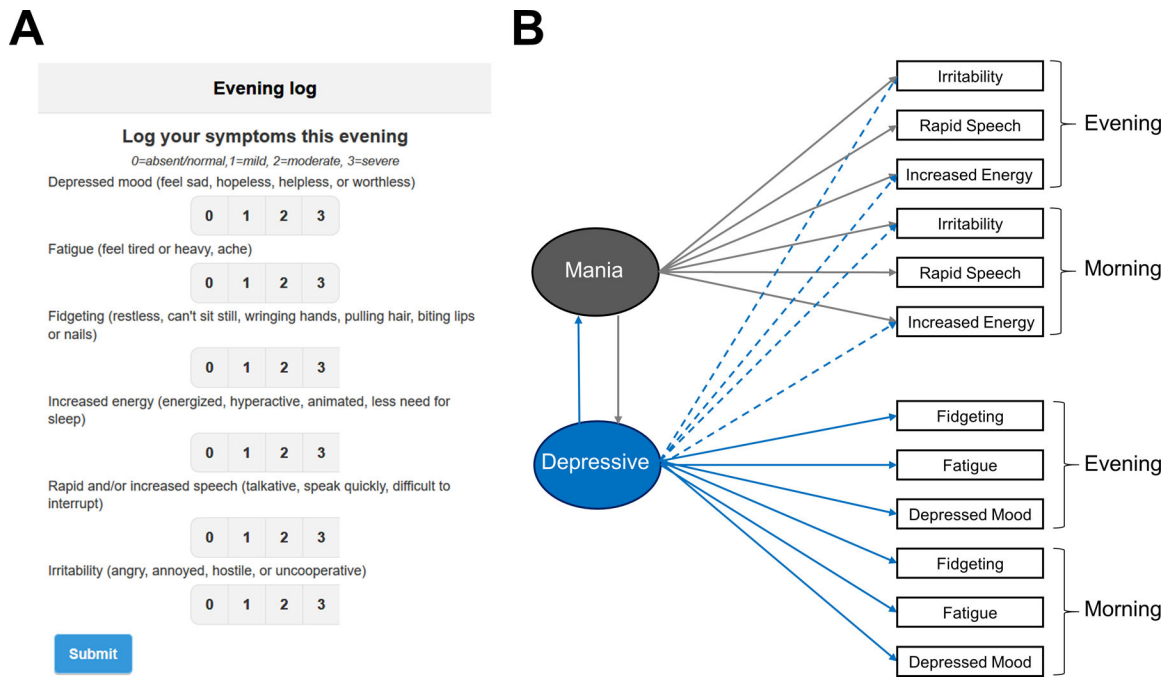 A
Evening log
Log your symptoms this evening
0=absent/normal,1=mild, 2=moderate, 3=severe
Depressed mood (feel sad, hopeless, helpless, or worthless)
0 1 2 3
Fatigue (feel tired or heavy, ache)
0 1 2 3
Fidgeting (restless, can't sit still, wringing hands, pulling hair, biting lips
or nails)
0 1 2 3
Increased energy (energized, hyperactive, animated, less need for
sleep)
0 1 2 3
Rapid and/or increased speech (talkative, speak quickly, difficult to
interrupt)
0 1 2 3
Irritability (angry, annoyed, hostile, or uncooperative)
0 1 2 3
Submit
B
Mania
Depressive
Irritability
Rapid Speech
Increased Energy
Evening
Irritability
Rapid Speech
Increased Energy
Morning
Fidgeting
Fatigue
Depressed Mood
Evening
Fidgeting
Fatigue
Depressed Mood
Morning